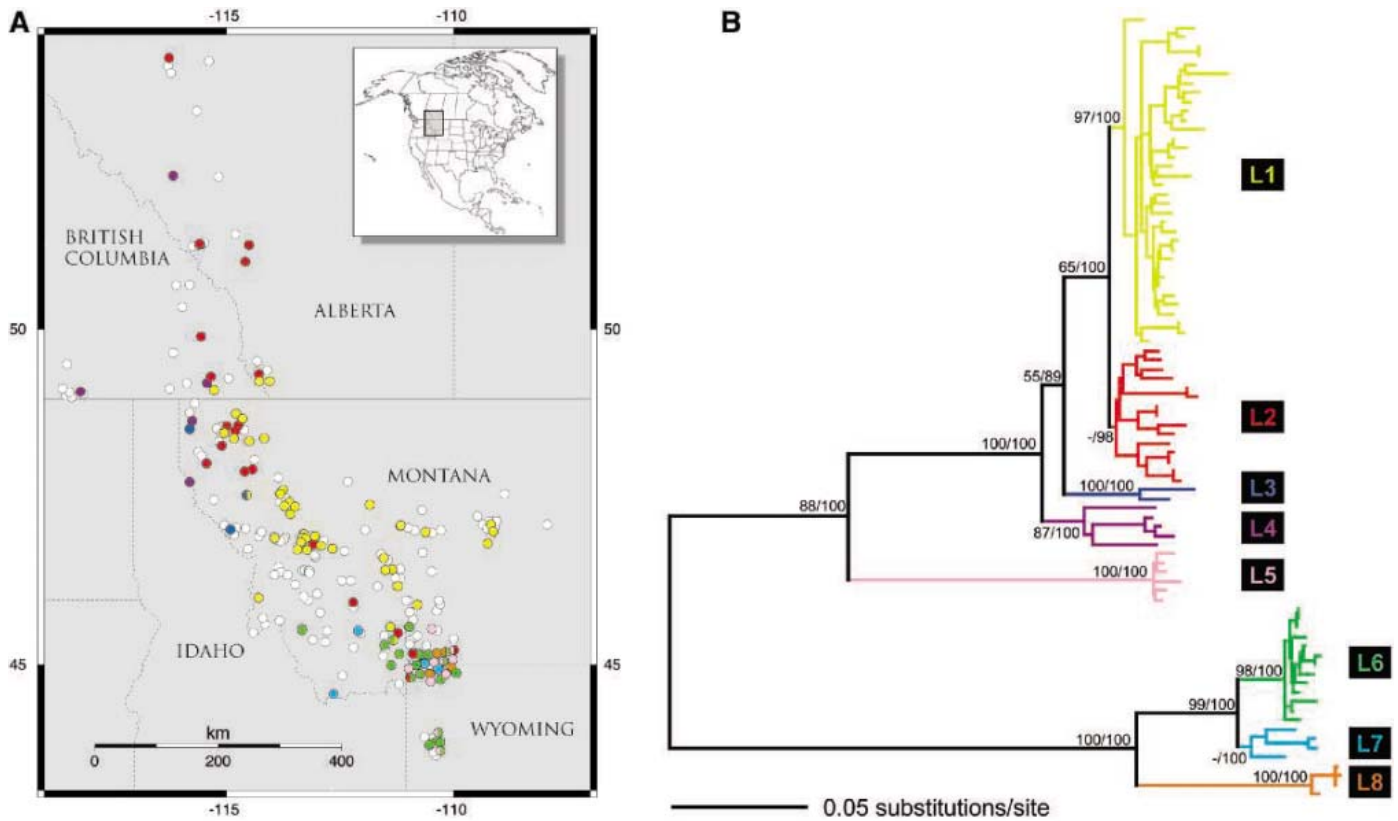 A
-115
-110
BRITISH
COLUMBIA
ALBERTA
50
50
MONTANA
IDAHO
45
45
WYOMING
km
0
200
400
-115
-110
B
97/100
L1
65/100
55/89
L2
-/98
100/100
100/100
L3
88/100
87/100
L4
100/100
L5
98/100
L6
99/100
100/100
-/100
L7
100/100
L8
0.05 substitutions/site